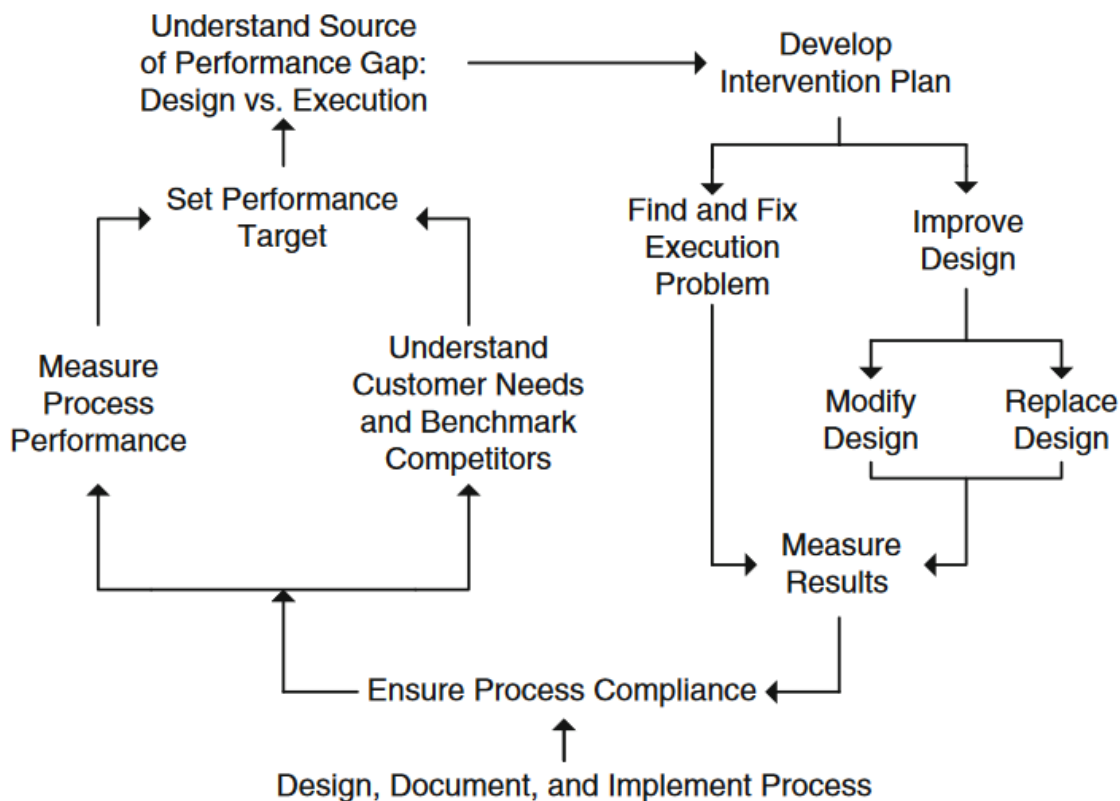 Understand Source
of Performance Gap:
Design vs. Execution
Develop
Intervention Plan
Set Performance
Target
Find and Fix
Execution
Problem
Improve
Design
Measure
Process
Performance
Understand
Customer Needs
and Benchmark
Competitors
Modify
Design
Replace
Design
Measure
Results
Ensure Process Compliance
Design, Document, and Implement Process